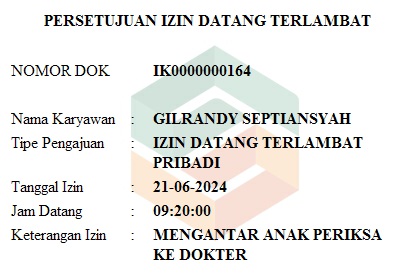 PERSETUJUAN IZIN DATANG TERLAMBAT
NOMOR DOK IK0000000164
Nama Karyawan : GILRANDY SEPTIANSYAH
Tipe Pengajuan : IZIN DATANG TERLAMBAT
PRIBADI
Tanggal Izin : 21-06-2024
Jam Datang : 09:20:00
Keterangan Izin : MENGANTAR ANAK PERIKSA
KE DOKTER